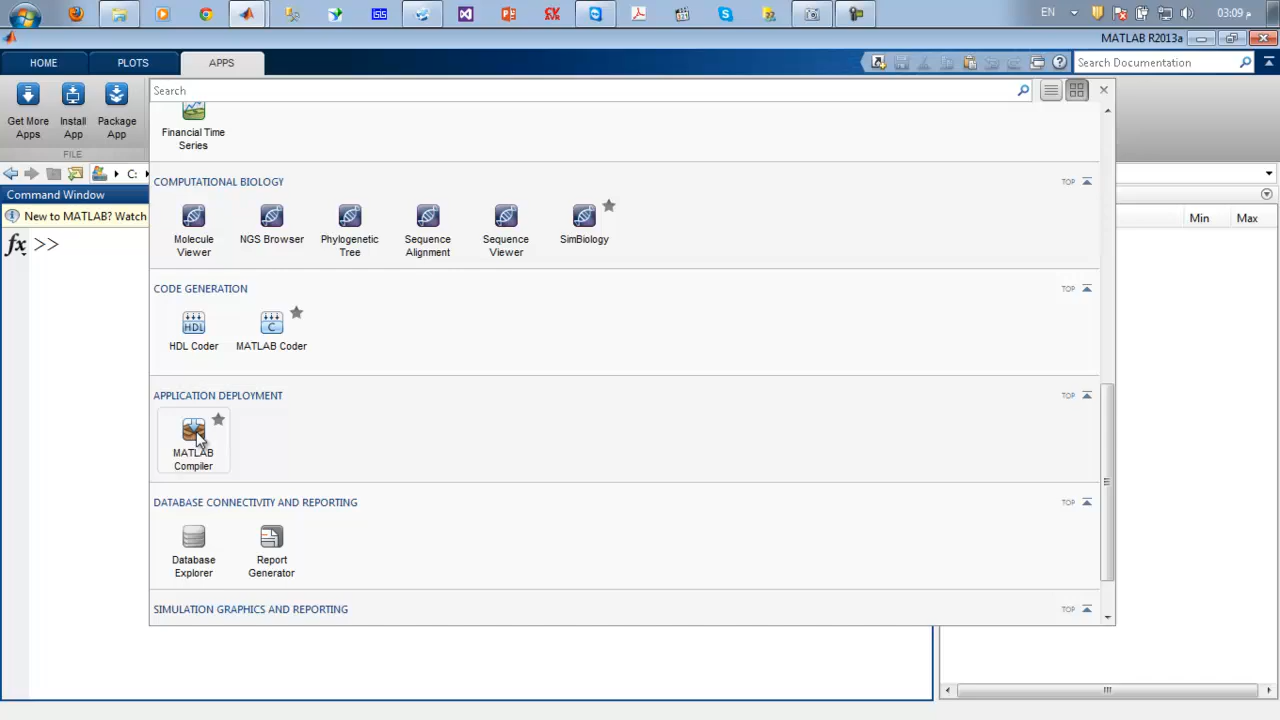 EN
م 03:09
MATLAB R2013a
HOME
PLOTS
APPS
Search Documentation
Get More Apps
Install App
Package App
FILE
Search
Financial Time Series
C:
Command Window
New to MATLAB? Watch
fx >>
Min
Max
COMPUTATIONAL BIOLOGY
TOP
Molecule Viewer
NGS Browser
Phylogenetic Tree
Sequence Alignment
Sequence Viewer
SimBiology
CODE GENERATION
TOP
HDL
HDL Coder
C
MATLAB Coder
APPLICATION DEPLOYMENT
TOP
MATLAB Compiler
DATABASE CONNECTIVITY AND REPORTING
TOP
Database Explorer
Report Generator
SIMULATION GRAPHICS AND REPORTING
TOP